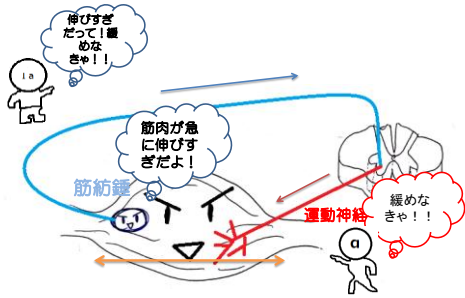 伸びすぎ
だって！緩
めな
きゃ！！
Ia
筋肉が急
に伸びす
ぎだよ！
筋紡錘
運動神経
緩めな
きゃ！！
α